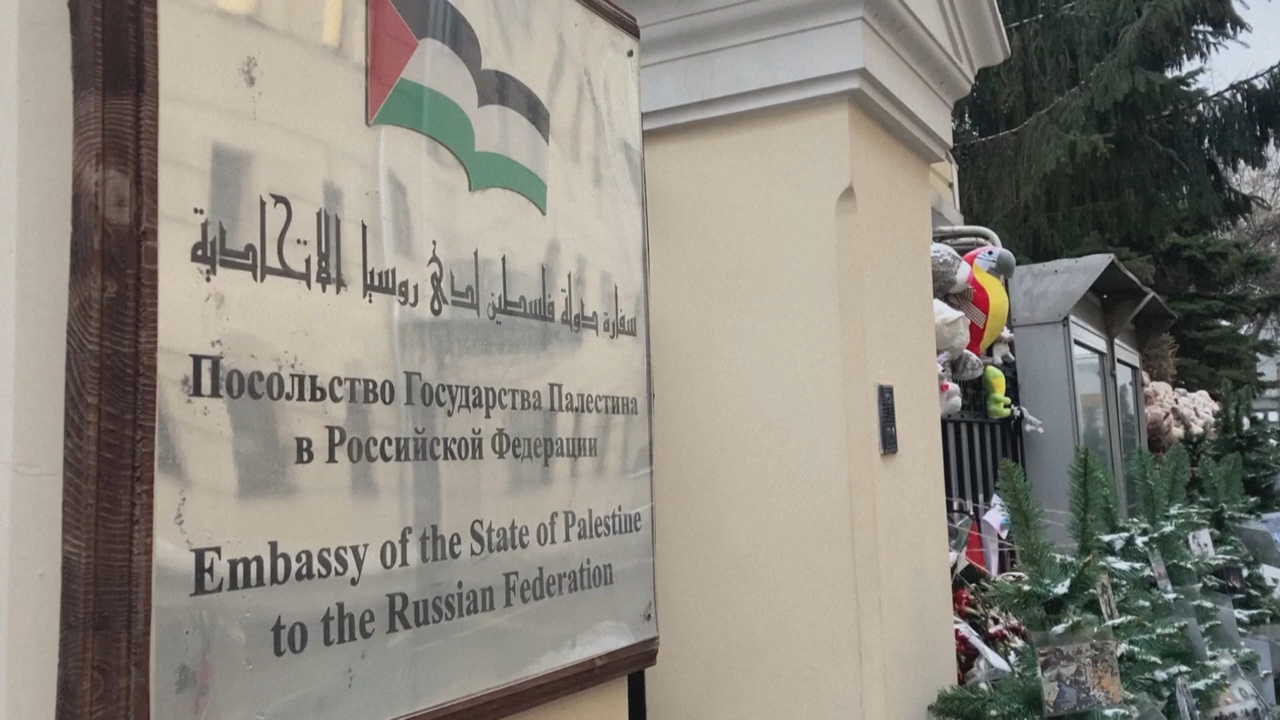 سفارة دولة فلسطين لدى روسيا الاتحادية
Посольство Государства Палестина
в Российской Федерации
Embassy of the State of Palestine
to the Russian Federation